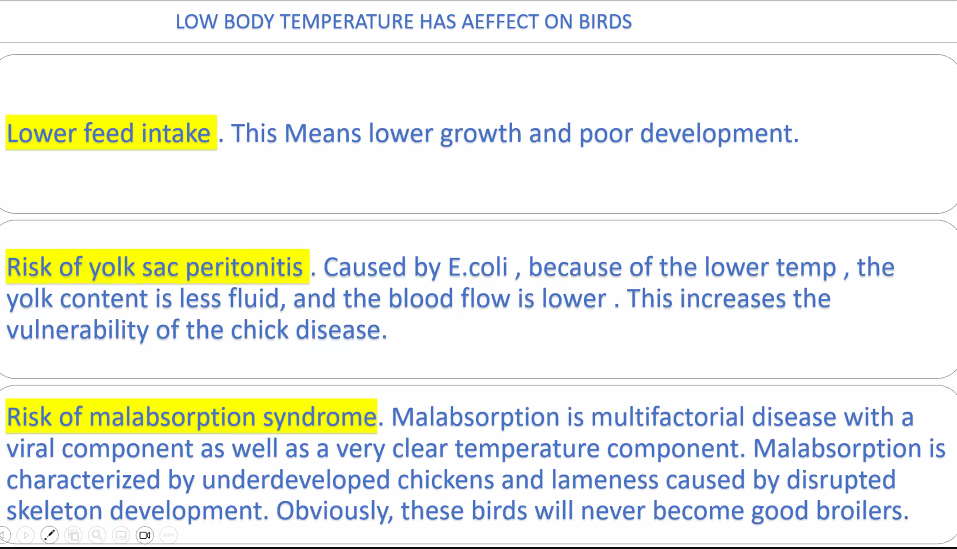 LOW BODY TEMPERATURE HAS AEFFECT ON BIRDS
Lower feed intake . This Means lower growth and poor development.
Risk of yolk sac peritonitis . Caused by E.coli , because of the lower temp , the
yolk content is less fluid, and the blood flow is lower . This increases the
vulnerability of the chick disease.
Risk of malabsorption syndrome. Malabsorption is multifactorial disease with a
viral component as well as a very clear temperature component. Malabsorption is
characterized by underdeveloped chickens and lameness caused by disrupted
skeleton development. Obviously, these birds will never become good broilers.